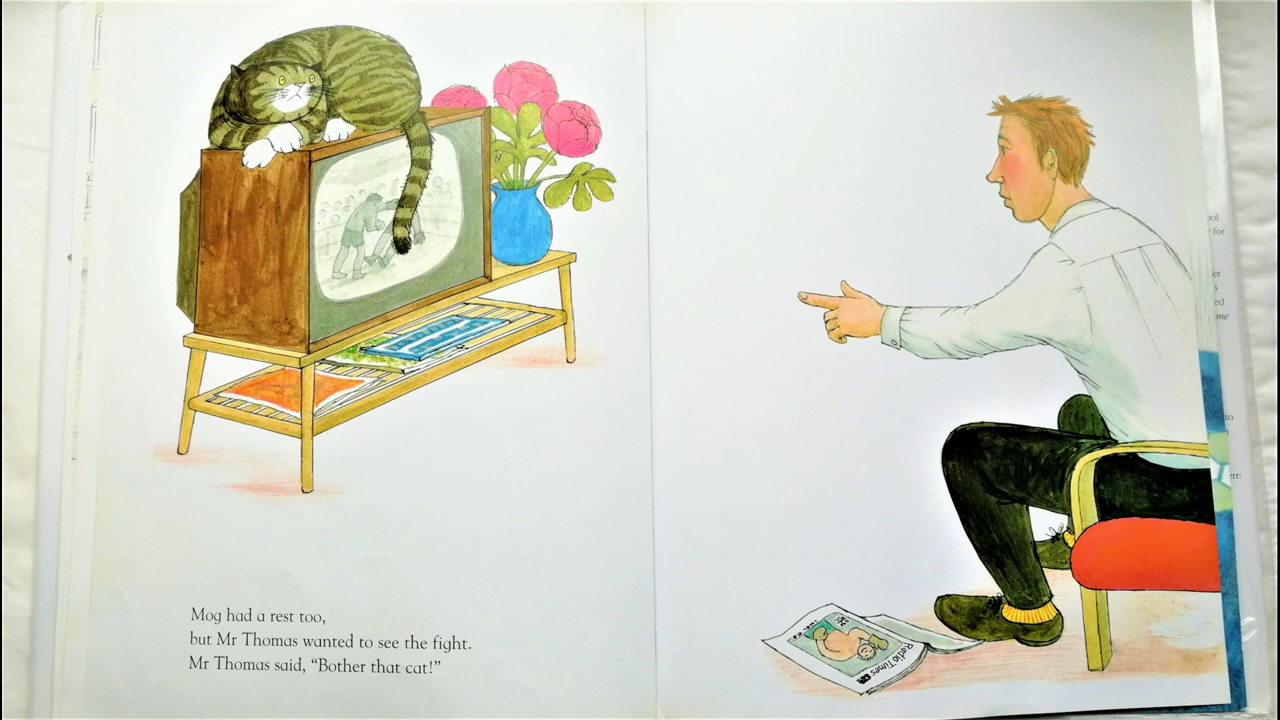 Mog had a rest too,
but Mr Thomas wanted to see the fight.
Mr Thomas said, “Bother that cat!”
Radio Times